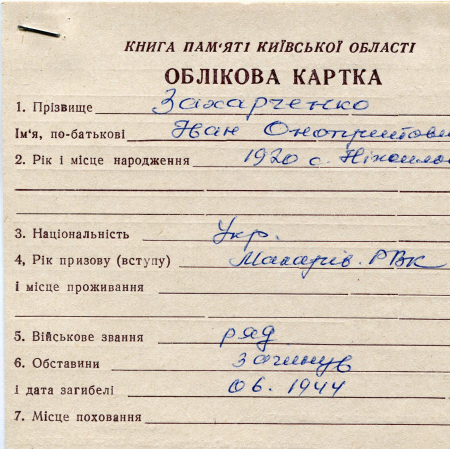 КНИГА ПАМ'ЯТІ КИЇВСЬКОЇ ОБЛАСТІ
ОБЛІКОВА КАРТКА
1. Прізвище Захарченко
Ім'я, по-батькові Іван
2. Рік і місце народження 1920 с.
3. Національність Укр.
4, Рік призову (вступу) Макарів. РВК
і місце проживання
5. Військове звання ряд
6. Обставини загинув
і дата загибелі 06. 1944
7. Місце поховання